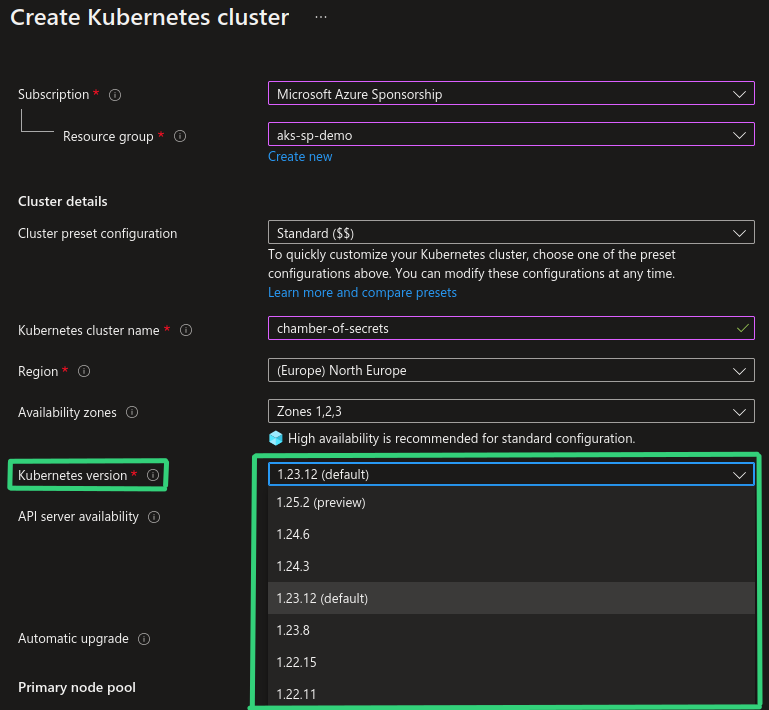 Create Kubernetes cluster ...
Subscription *
Microsoft Azure Sponsorship
Resource group *
aks-sp-demo
Create new
Cluster details
Cluster preset configuration
Standard ($$)
To quickly customize your Kubernetes cluster, choose one of the preset
configurations above. You can modify these configurations at any time.
Learn more and compare presets
Kubernetes cluster name *
chamber-of-secrets
Region *
(Europe) North Europe
Availability zones
Zones 1,2,3
High availability is recommended for standard configuration.
Kubernetes version *
1.23.12 (default)
1.25.2 (preview)
API server availability
1.24.6
1.24.3
1.23.12 (default)
1.23.8
Automatic upgrade
1.22.15
Primary node pool
1.22.11